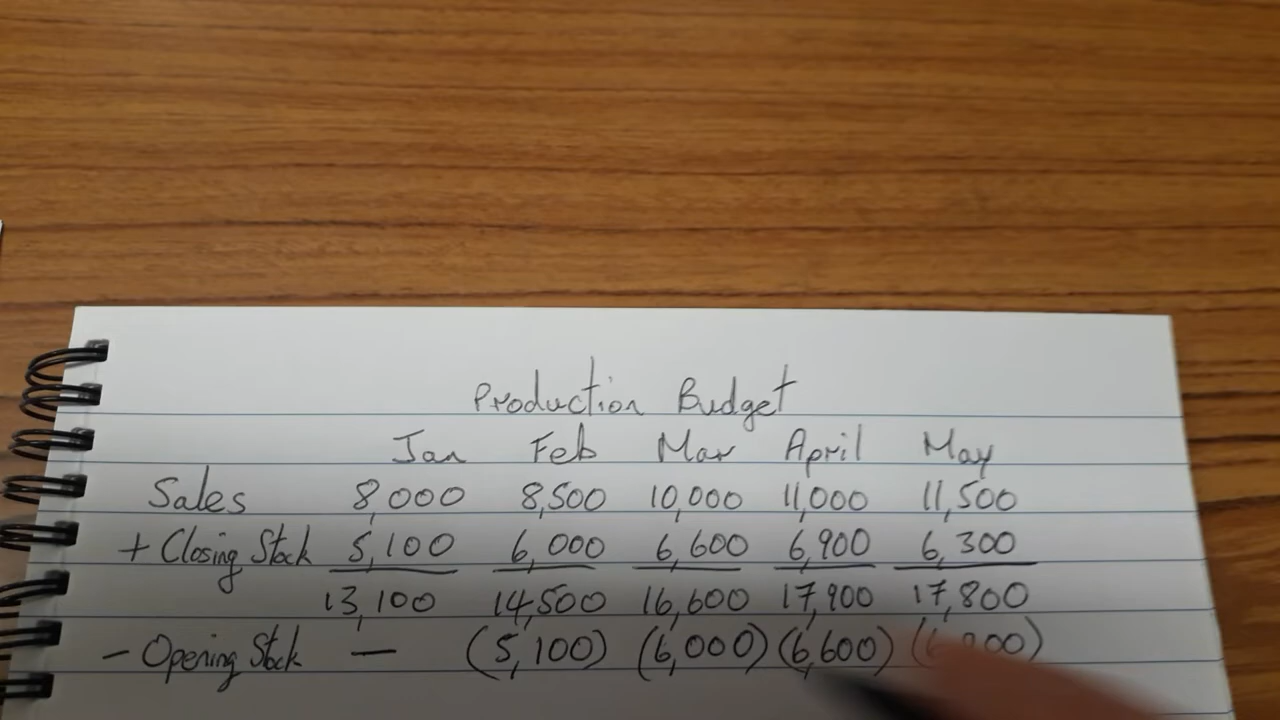 Production Budget
Jan Feb Mar April May
Sales 8,000 8,500 10,000 11,000 11,500
+ Closing Stock 5,100 6,000 6,600 6,900 6,300
13,100 14,500 16,600 17,900 17,800
- Opening Stock — (5,100) (6,000) (6,600)